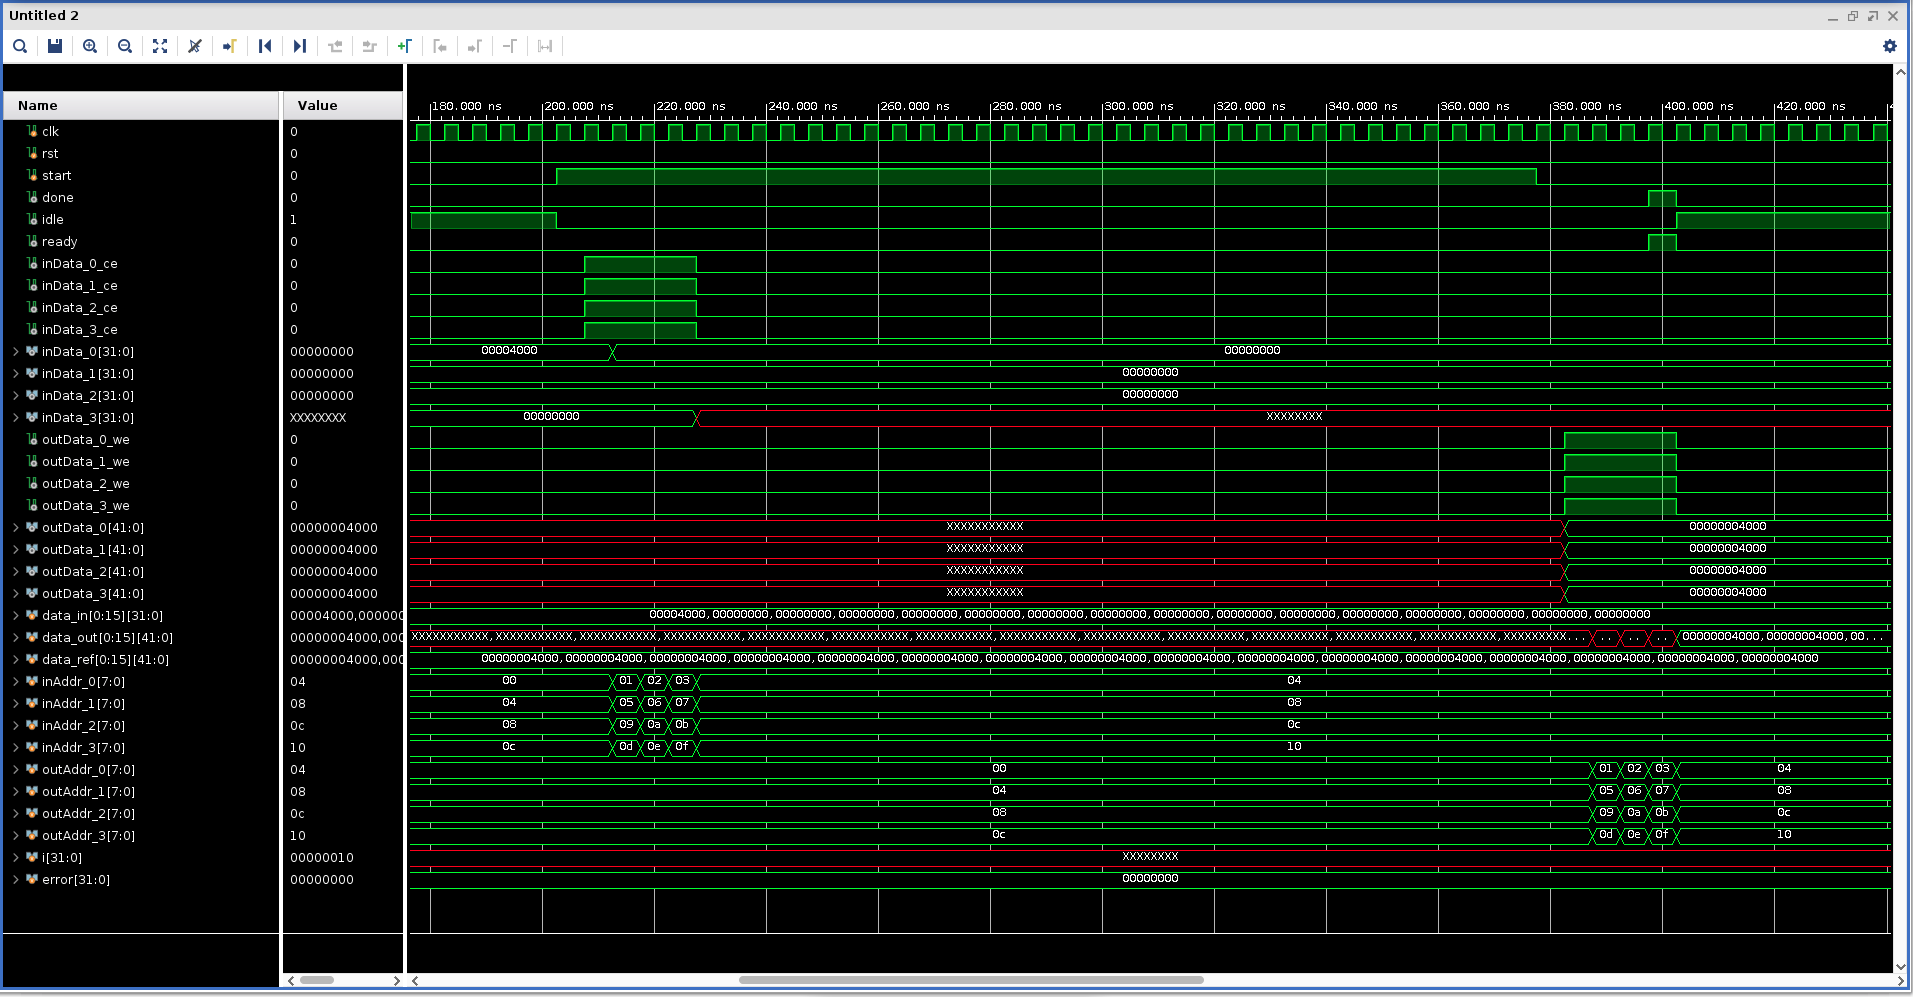 Untitled 2
Name Value
180.000 ns 200.000 ns 220.000 ns 240.000 ns 260.000 ns 280.000 ns 300.000 ns 320.000 ns 340.000 ns 360.000 ns 380.000 ns 400.000 ns 420.000 ns
clk 0
rst 0
start 0
done 0
idle 1
ready 0
inData_0_ce 0
inData_1_ce 0
inData_2_ce 0
inData_3_ce 0
inData_0[31:0] 00000000 00004000 00000000
inData_1[31:0] 00000000 00000000
inData_2[31:0] 00000000 00000000
inData_3[31:0] XXXXXXXX 00000000 XXXXXXXX
outData_0_we 0
outData_1_we 0
outData_2_we 0
outData_3_we 0
outData_0[41:0] 00000004000 XXXXXXXXXXX 00000004000
outData_1[41:0] 00000004000 XXXXXXXXXXX 00000004000
outData_2[41:0] 00000004000 XXXXXXXXXXX 00000004000
outData_3[41:0] 00000004000 XXXXXXXXXXX 00000004000
data_in[0:15][31:0] 00004000,000000 00004000,00000000,00000000,00000000,00000000,00000000,00000000,00000000,00000000,00000000,00000000,00000000,00000000,00000000,00000000,00000000
data_out[0:15][41:0] 00000004000,000 XXXXXXXXXXX,XXXXXXXXXXX,XXXXXXXXXXX,XXXXXXXXXXX,XXXXXXXXXXX,XXXXXXXXXXX,XXXXXXXXXXX,XXXXXXXXXXX,XXXXXXXXXXX,XXXXXXXXXXX,XXXXXXXXXXX,XXXXXXXXXXX,XXXXXXXXXXX,XXXXXXXX... 00000004000,00000004000,00...
data_ref[0:15][41:0] 00000004000,000 00000004000,00000004000,00000004000,00000004000,00000004000,00000004000,00000004000,00000004000,00000004000,00000004000,00000004000,00000004000,00000004000,00000004000,00000004000,00000004000
inAddr_0[7:0] 04 00 01 02 03 04
inAddr_1[7:0] 08 04 05 06 07 08
inAddr_2[7:0] 0c 08 09 0a 0b 0c
inAddr_3[7:0] 10 0c 0d 0e 0f 10
outAddr_0[7:0] 04 00 01 02 03 04
outAddr_1[7:0] 08 04 05 06 07 08
outAddr_2[7:0] 0c 08 09 0a 0b 0c
outAddr_3[7:0] 10 0c 0d 0e 0f 10
i[31:0] 00000010 XXXXXXXX
error[31:0] 00000000 00000000